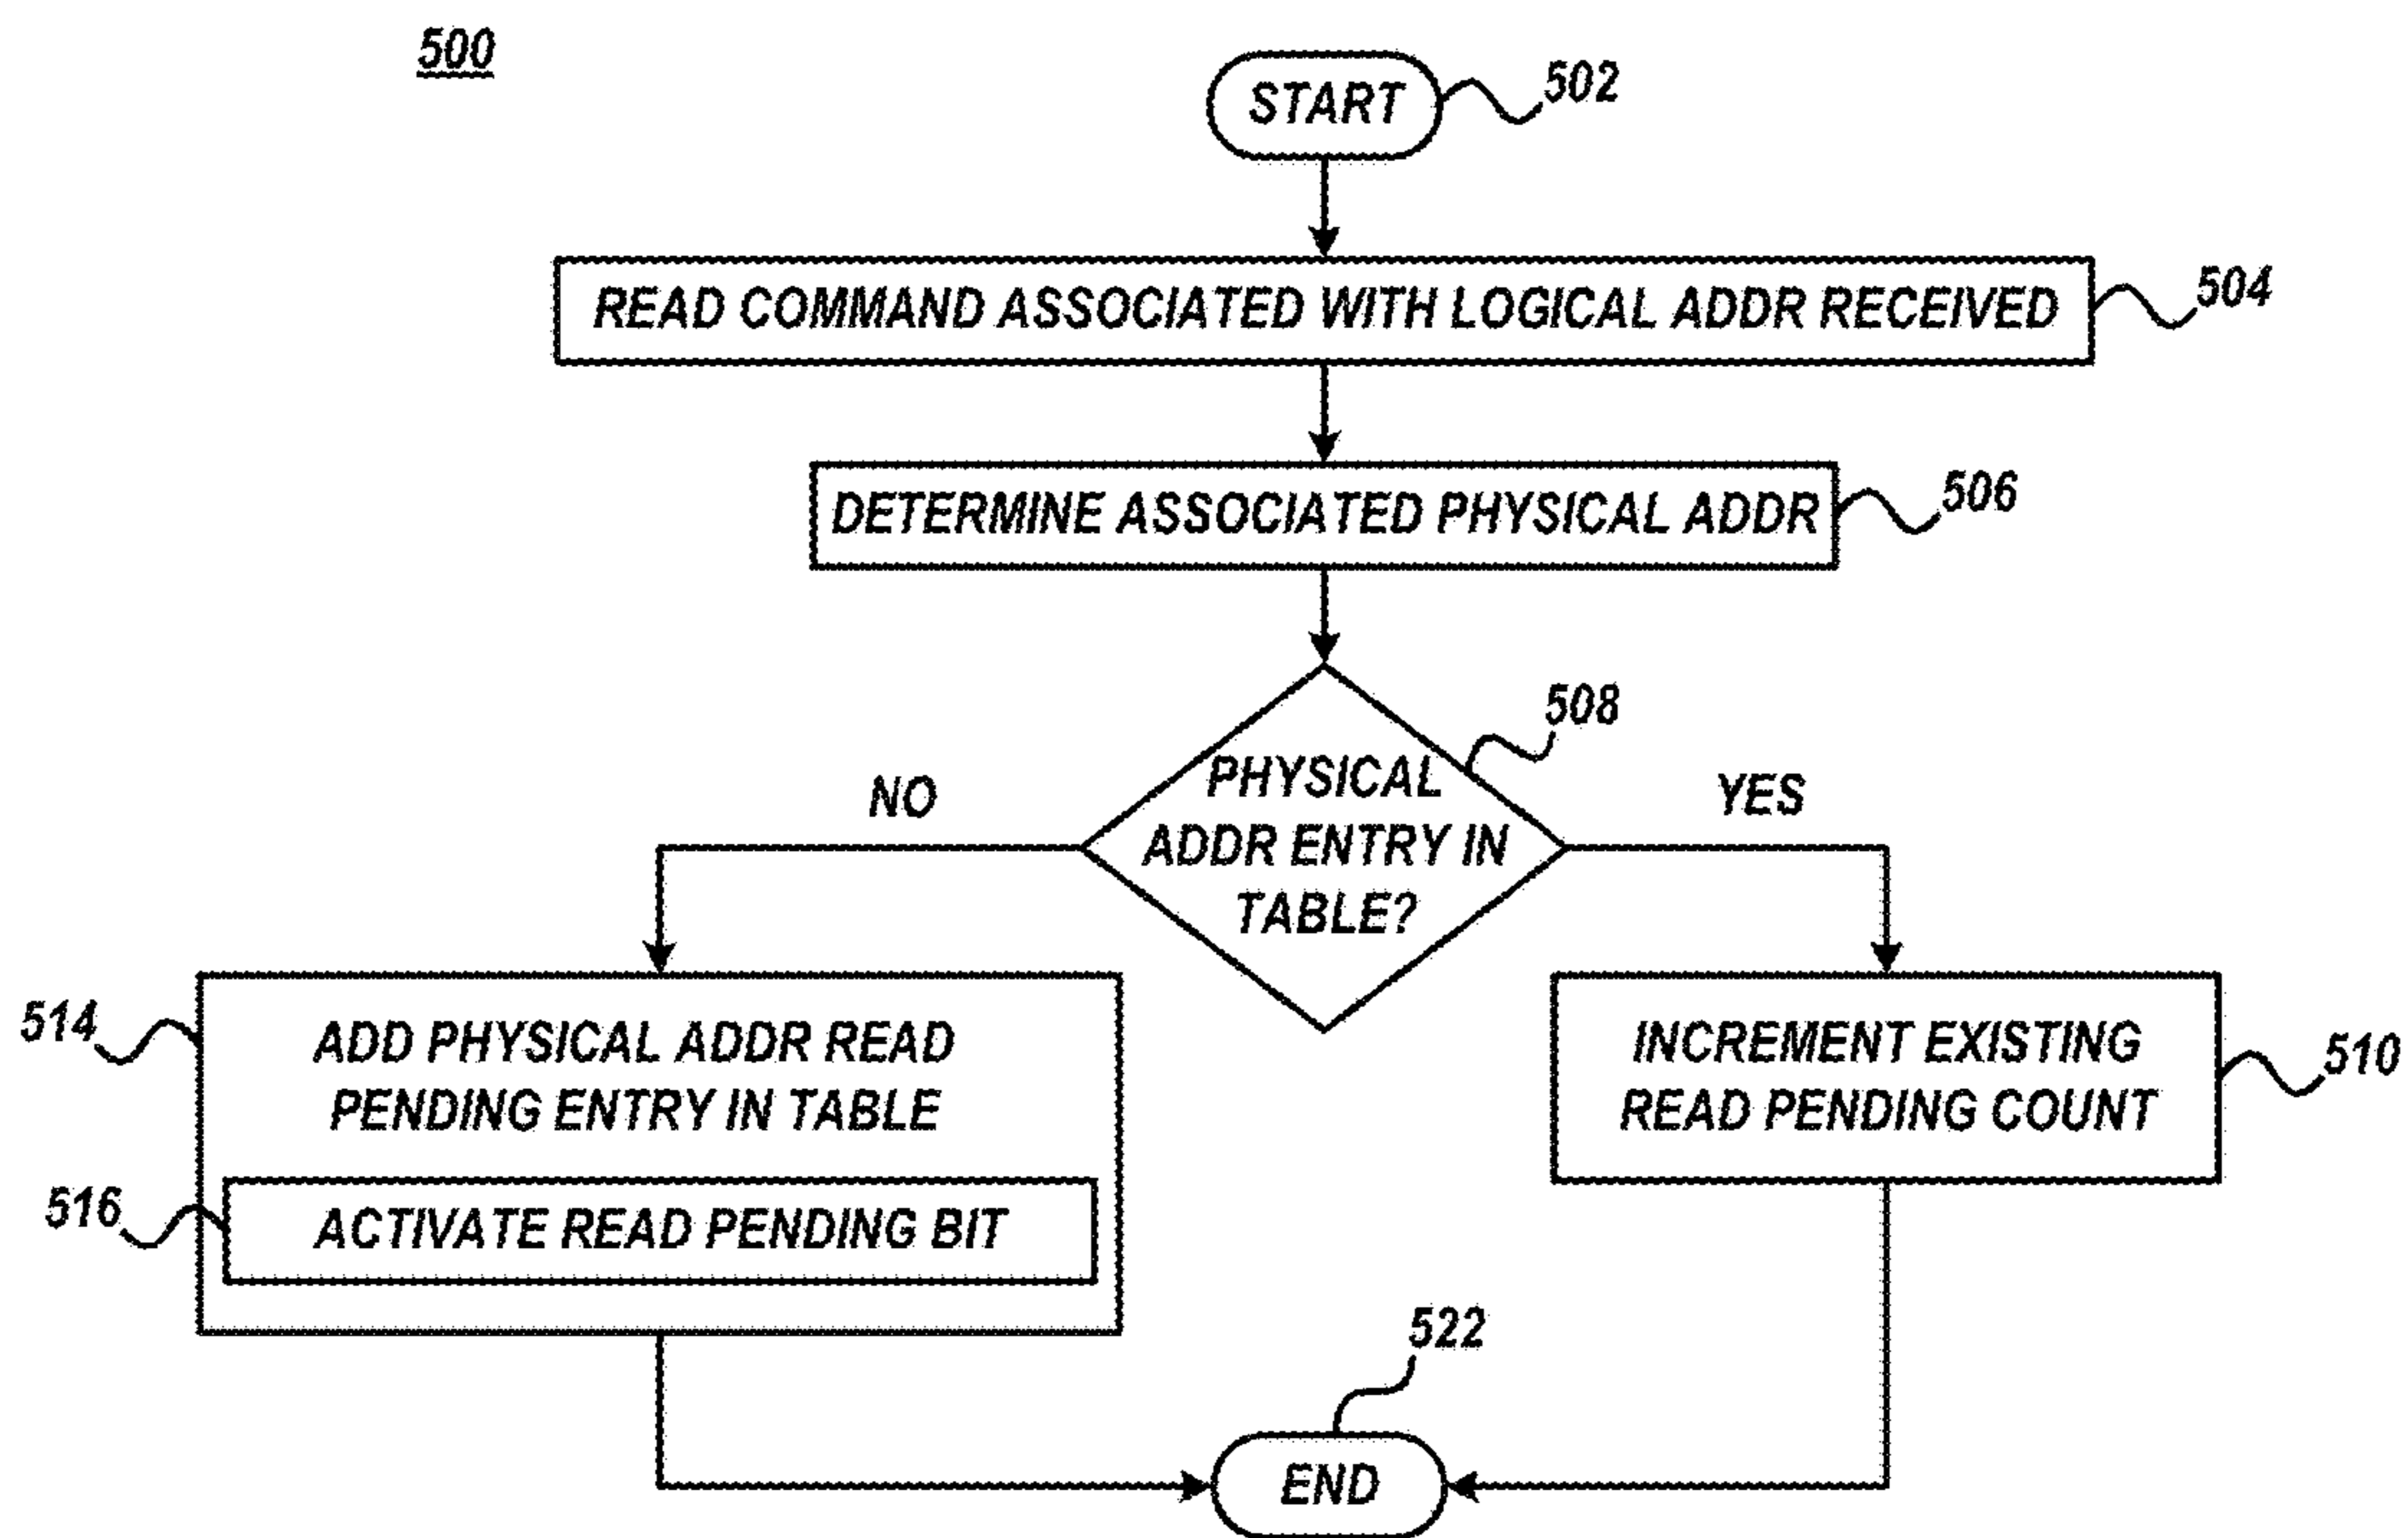 500
START
502
READ COMMAND ASSOCIATED WITH LOGICAL ADDR RECEIVED
504
DETERMINE ASSOCIATED PHYSICAL ADDR
506
508
PHYSICAL
ADDR ENTRY IN
TABLE?
NO
YES
514
ADD PHYSICAL ADDR READ
PENDING ENTRY IN TABLE
516
ACTIVATE READ PENDING BIT
INCREMENT EXISTING
READ PENDING COUNT
510
522
END